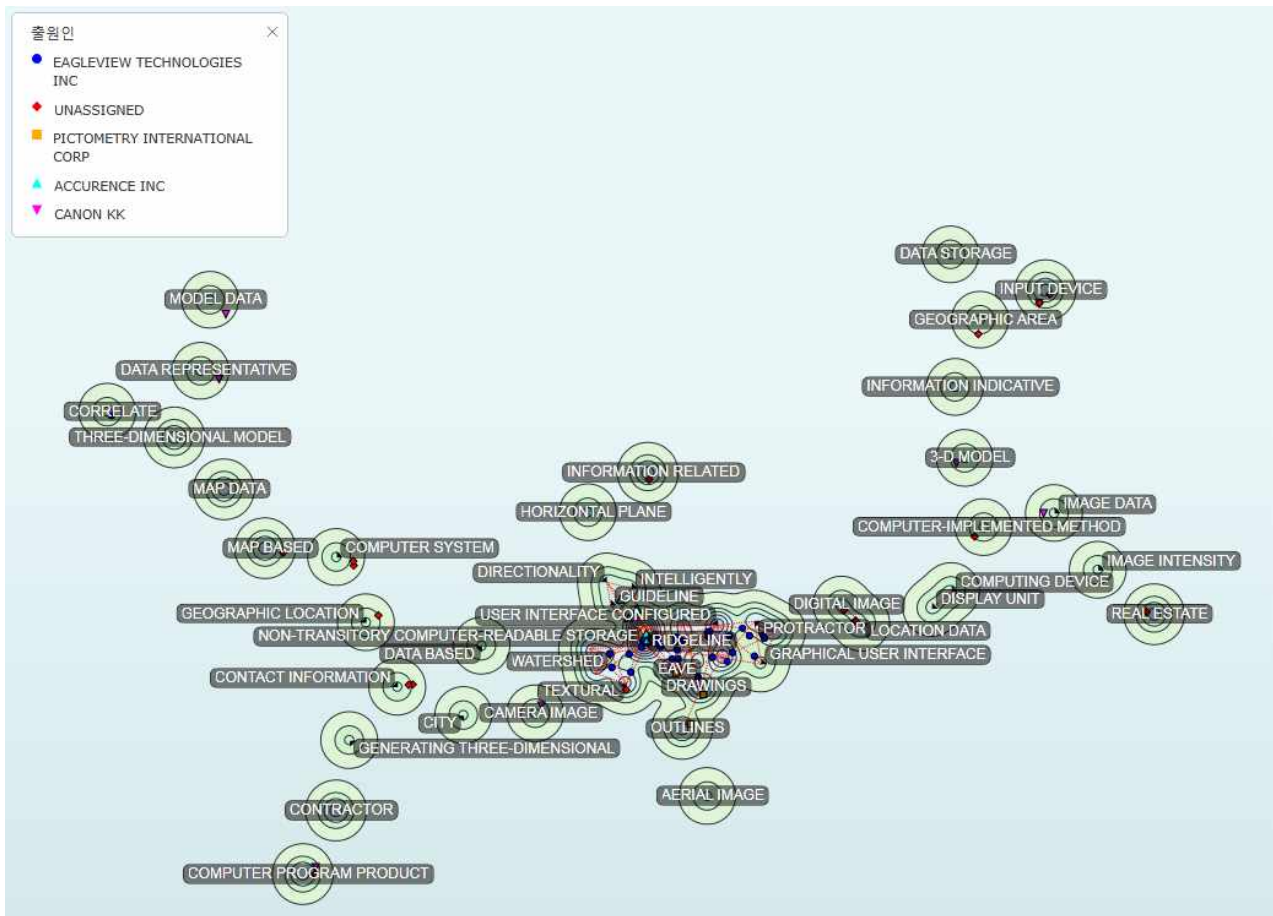 출원인
EAGLEVIEW TECHNOLOGIES
INC
UNASSIGNED
PICTOMETRY INTERNATIONAL
CORP
ACCURENCE INC
CANON KK
DATA STORAGE
INPUT DEVICE
MODEL DATA
GEOGRAPHIC AREA
DATA REPRESENTATIVE
INFORMATION INDICATIVE
CORRELATE
THREE-DIMENSIONAL MODEL
3-D MODEL
INFORMATION RELATED
MAP DATA
HORIZONTAL PLANE
IMAGE DATA
COMPUTER-IMPLEMENTED METHOD
MAP BASED
COMPUTER SYSTEM
IMAGE INTENSITY
DIRECTIONALITY
INTELLIGENTLY
COMPUTING DEVICE
GUIDELINE
DISPLAY UNIT
DIGITAL IMAGE
GEOGRAPHIC LOCATION
USER INTERFACE CONFIGURED
REAL ESTATE
PROTRACTOR
LOCATION DATA
NON-TRANSITORY COMPUTER-READABLE STORAGE
RIDGELINE
DATA BASED
GRAPHICAL USER INTERFACE
WATERSHED
EAVE
CONTACT INFORMATION
DRAWINGS
TEXTURAL
CAMERA IMAGE
CITY
OUTLINES
GENERATING THREE-DIMENSIONAL
AERIAL IMAGE
CONTRACTOR
COMPUTER PROGRAM PRODUCT